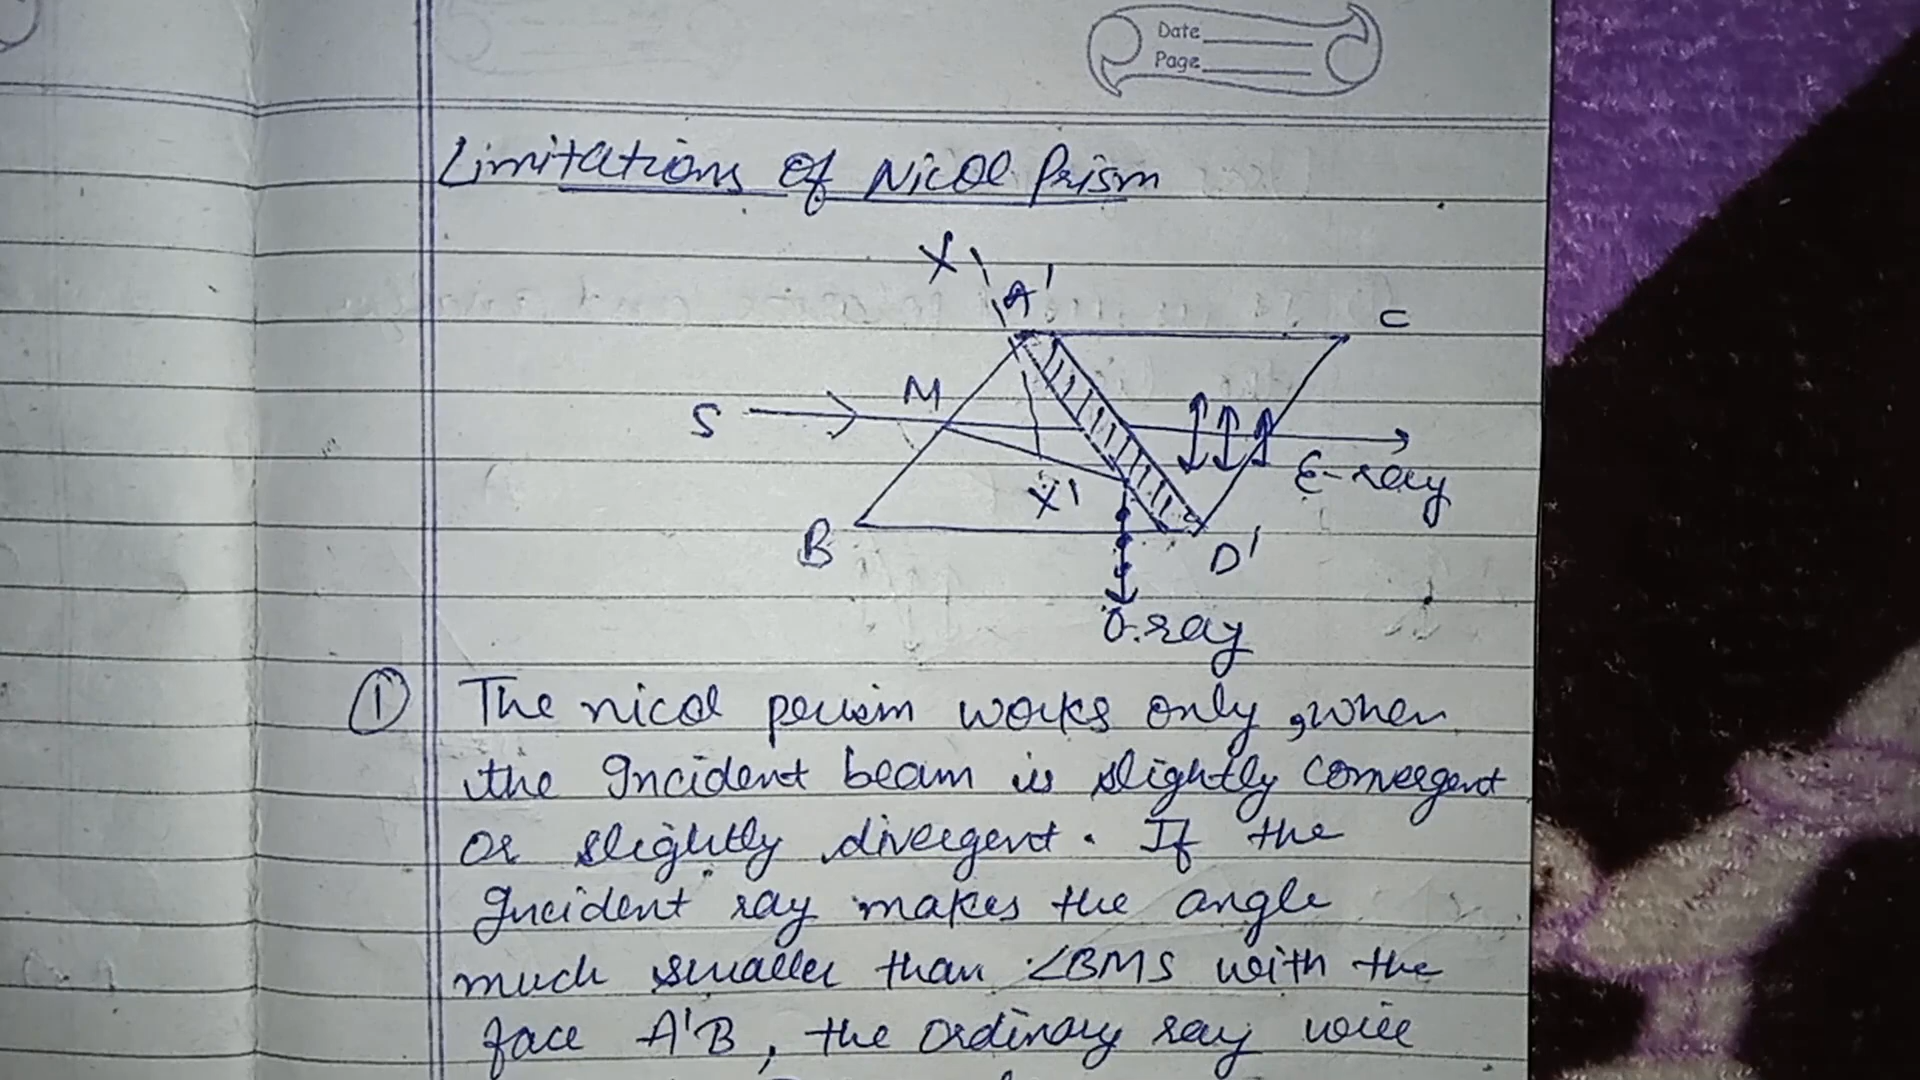 Date
Page
Limitations of Nicol Prism
X
A'
C
M
S
E-ray
X'
B
D'
O-ray
① The nicol prism works only, when
the Incident beam is slightly convergent
or slightly divergent. If the
Incident ray makes the angle
much smaller than ∠BMS with the
face A'B, the ordinary ray will